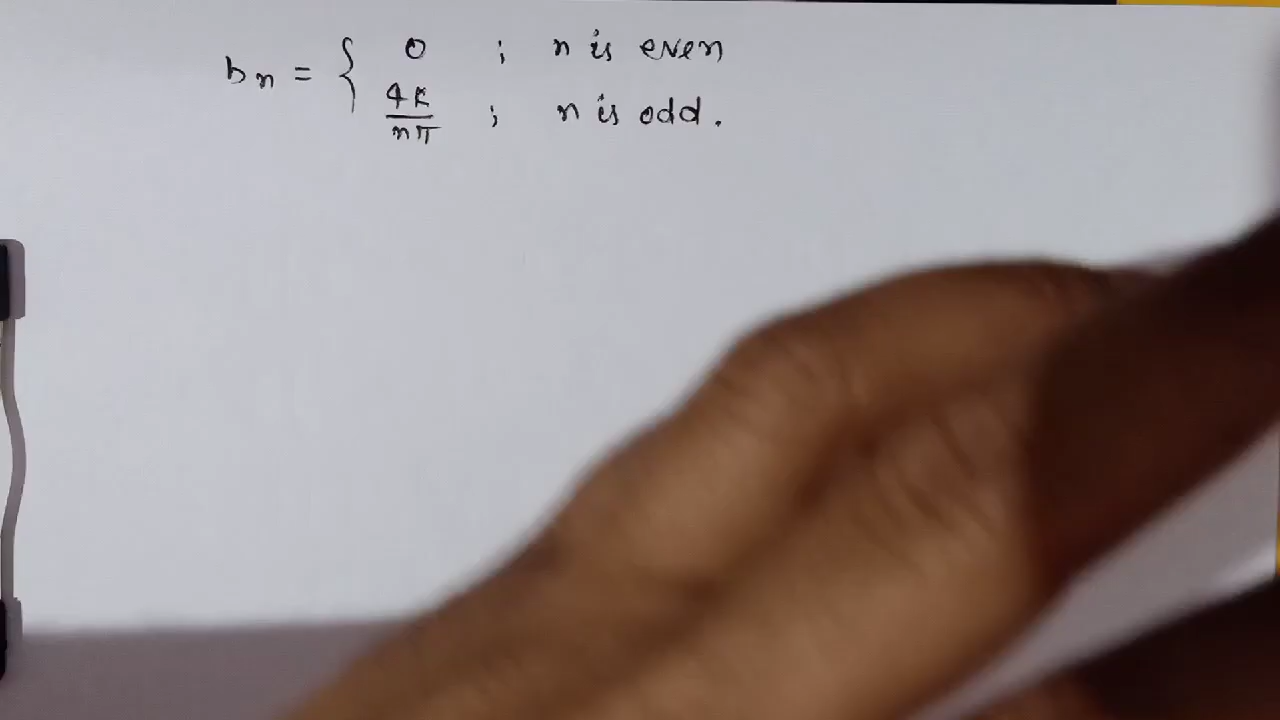 bn = { 0 ; n is even
4K/nπ ; n is odd.